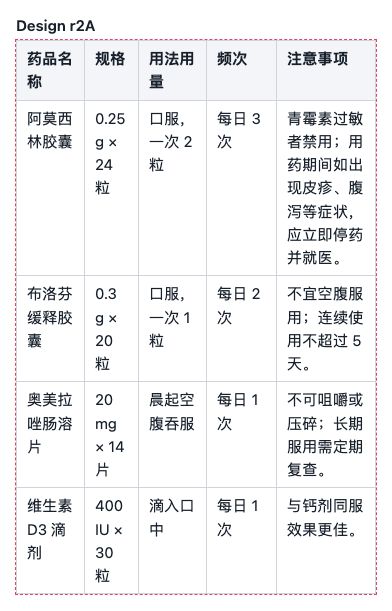 Design r2A
药品名称 规格 用法用量 频次 注意事项
阿莫西林胶囊 0.25 g × 24 粒 口服，一次 2 粒 每日 3 次 青霉素过敏者禁用；用药期间如出现皮疹、腹泻等症状，应立即停药并就医。
布洛芬缓释胶囊 0.3 g × 20 粒 口服，一次 1 粒 每日 2 次 不宜空腹服用；连续使用不超过 5 天。
奥美拉唑肠溶片 20 mg × 14 片 晨起空腹吞服 每日 1 次 不可咀嚼或压碎；长期服用需定期复查。
维生素 D3 滴剂 400 IU × 30 粒 滴入口中 每日 1 次 与钙剂同服效果更佳。